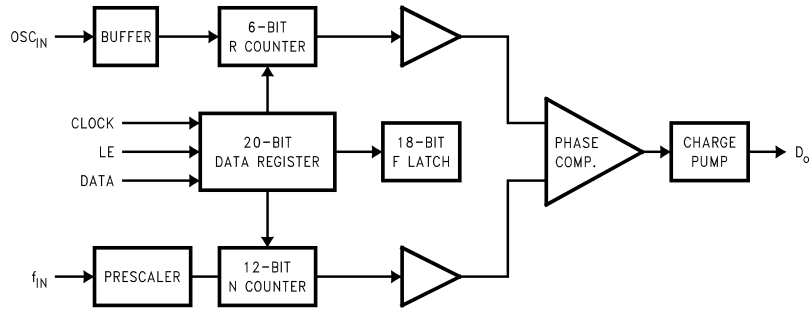 OSC_IN
BUFFER
6-BIT
R COUNTER
CLOCK
LE
DATA
20-BIT
DATA REGISTER
18-BIT
F LATCH
PHASE
COMP.
CHARGE
PUMP
D_o
f_IN
PRESCALER
12-BIT
N COUNTER